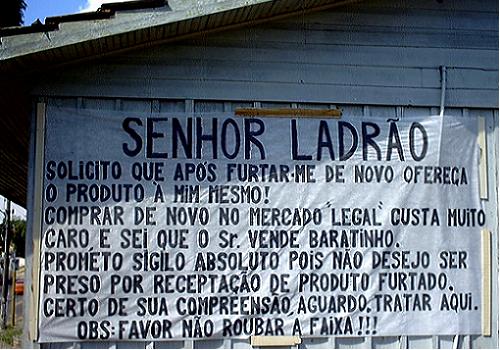 SENHOR LADRÃO
SOLICITO QUE APÓS FURTAR-ME DE NOVO OFEREÇA
O PRODUTO À MIM MESMO!
COMPRAR DE NOVO NO MERCADO "LEGAL" CUSTA MUITO
CARO E SEI QUE O Sr. VENDE BARATINHO.
PROMETO SIGILO ABSOLUTO POIS NÃO DESEJO SER
PRESO POR RECEPTAÇÃO DE PRODUTO FURTADO.
CERTO DE SUA COMPREENSÃO, AGUARDO. TRATAR AQUI.
OBS: FAVOR NÃO ROUBAR A FAIXA!!!